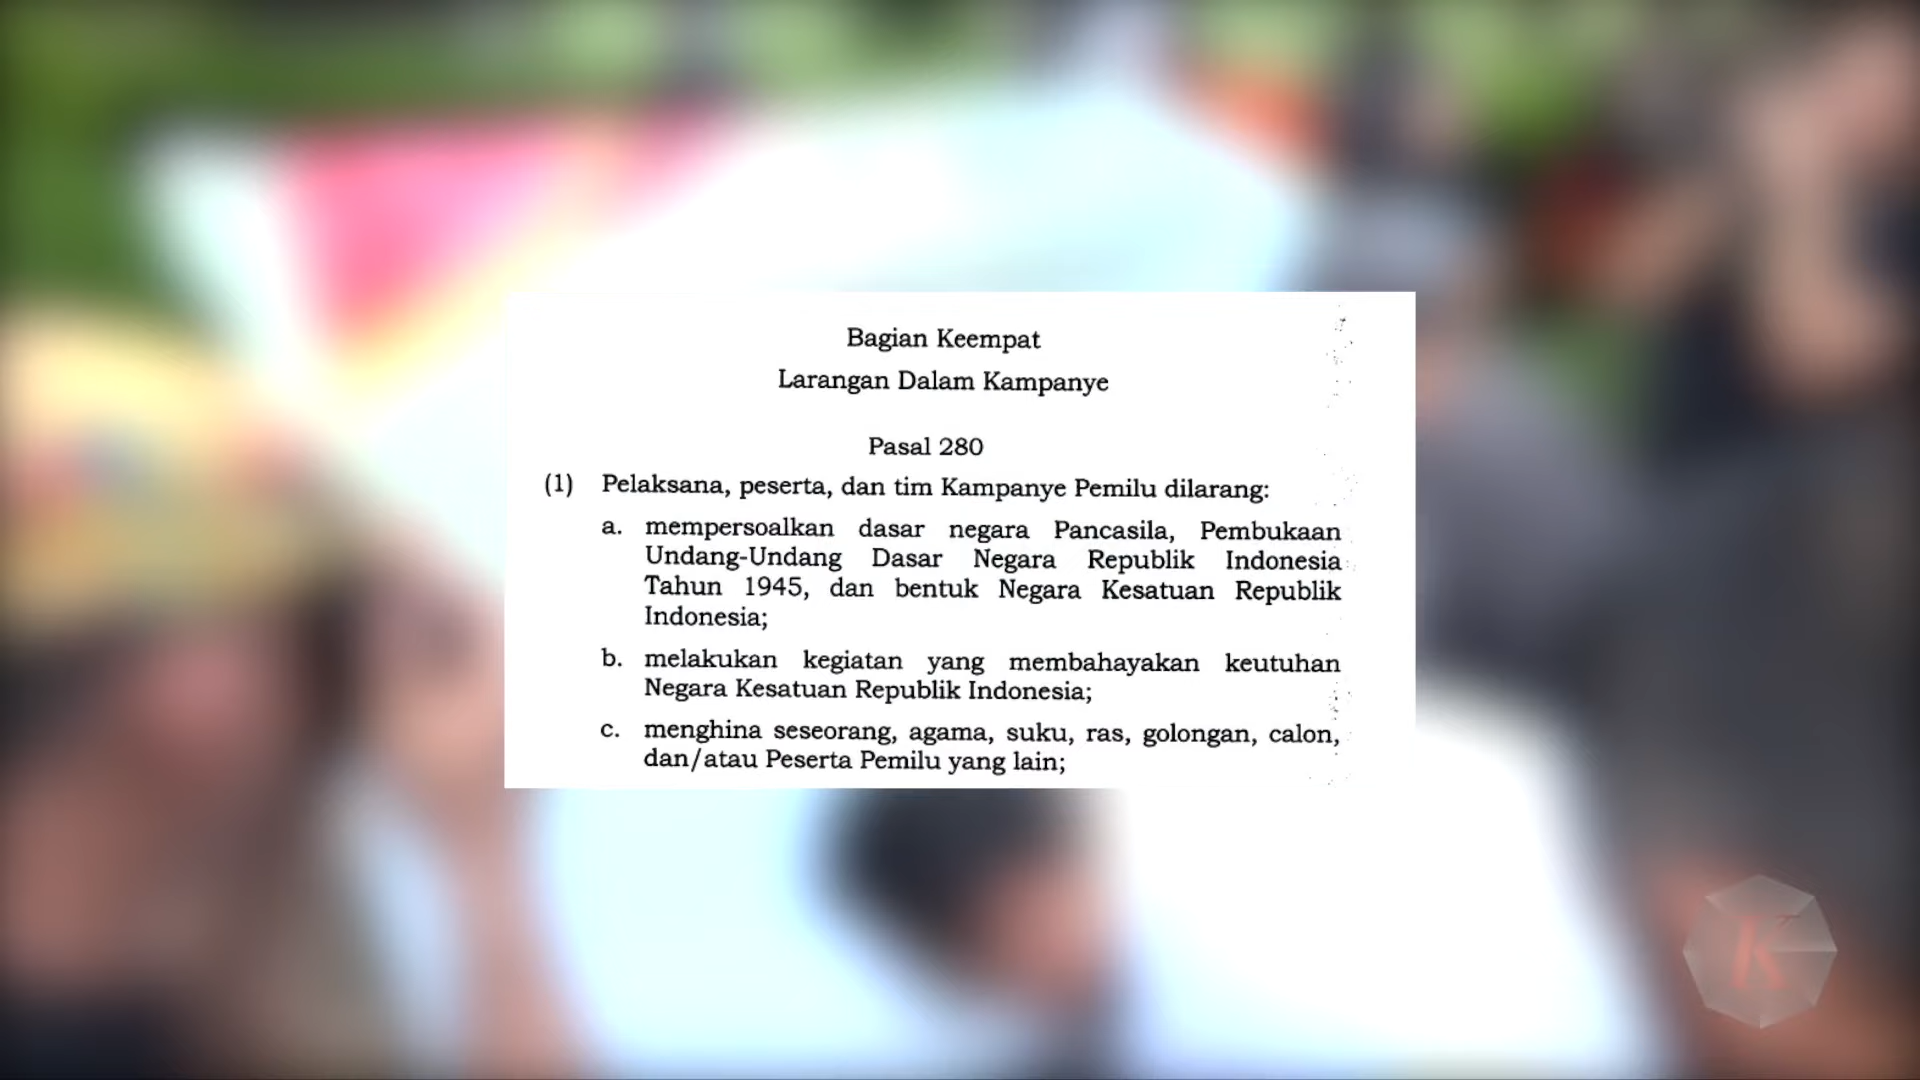 Bagian Keempat
Larangan Dalam Kampanye
Pasal 280
(1) Pelaksana, peserta, dan tim Kampanye Pemilu dilarang:
a. mempersoalkan dasar negara Pancasila, Pembukaan
Undang-Undang Dasar Negara Republik Indonesia
Tahun 1945, dan bentuk Negara Kesatuan Republik
Indonesia;
b. melakukan kegiatan yang membahayakan keutuhan
Negara Kesatuan Republik Indonesia;
c. menghina seseorang, agama, suku, ras, golongan, calon,
dan/atau Peserta Pemilu yang lain;
K